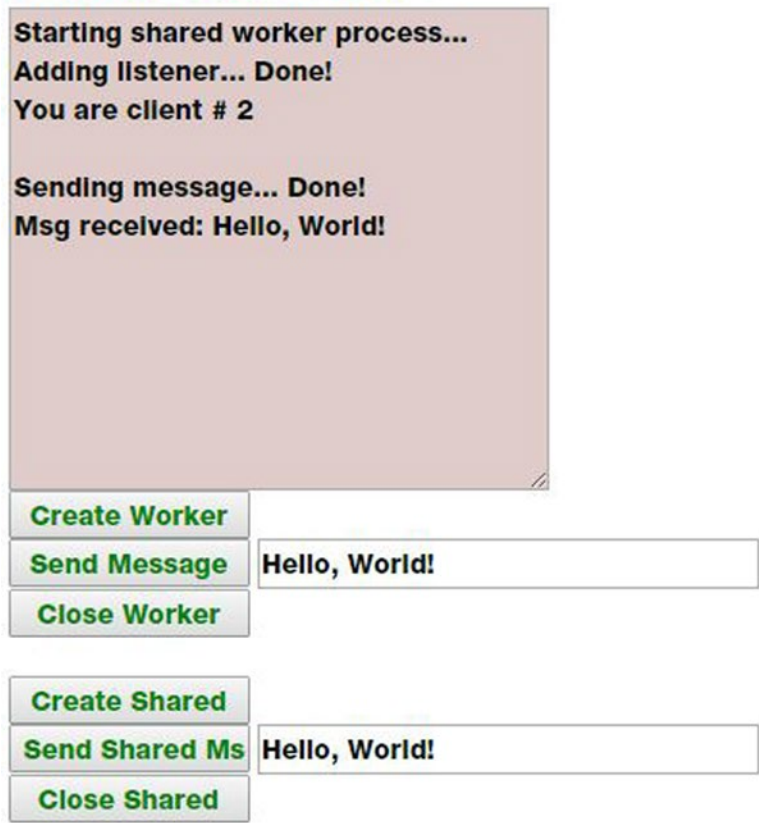 Starting shared worker process...
Adding listener... Done!
You are client # 2
Sending message... Done!
Msg received: Hello, World!
Create Worker
Send Message Hello, World!
Close Worker
Create Shared
Send Shared Ms Hello, World!
Close Shared